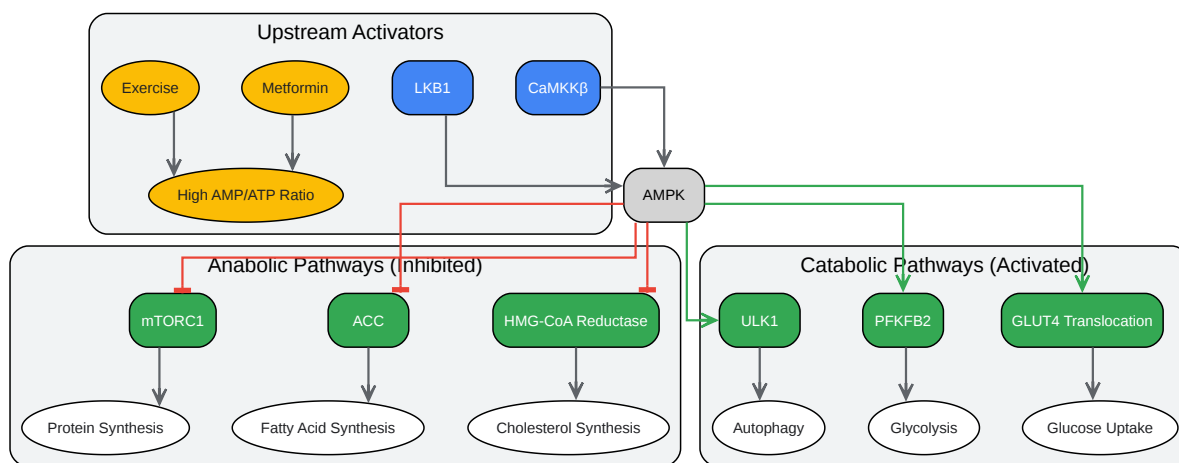 Upstream Activators
Exercise
Metformin
LKB1
CaMKKβ
High AMP/ATP Ratio
AMPK
Anabolic Pathways (Inhibited)
Catabolic Pathways (Activated)
mTORC1
ACC
HMG-CoA Reductase
ULK1
PFKFB2
GLUT4 Translocation
Protein Synthesis
Fatty Acid Synthesis
Cholesterol Synthesis
Autophagy
Glycolysis
Glucose Uptake